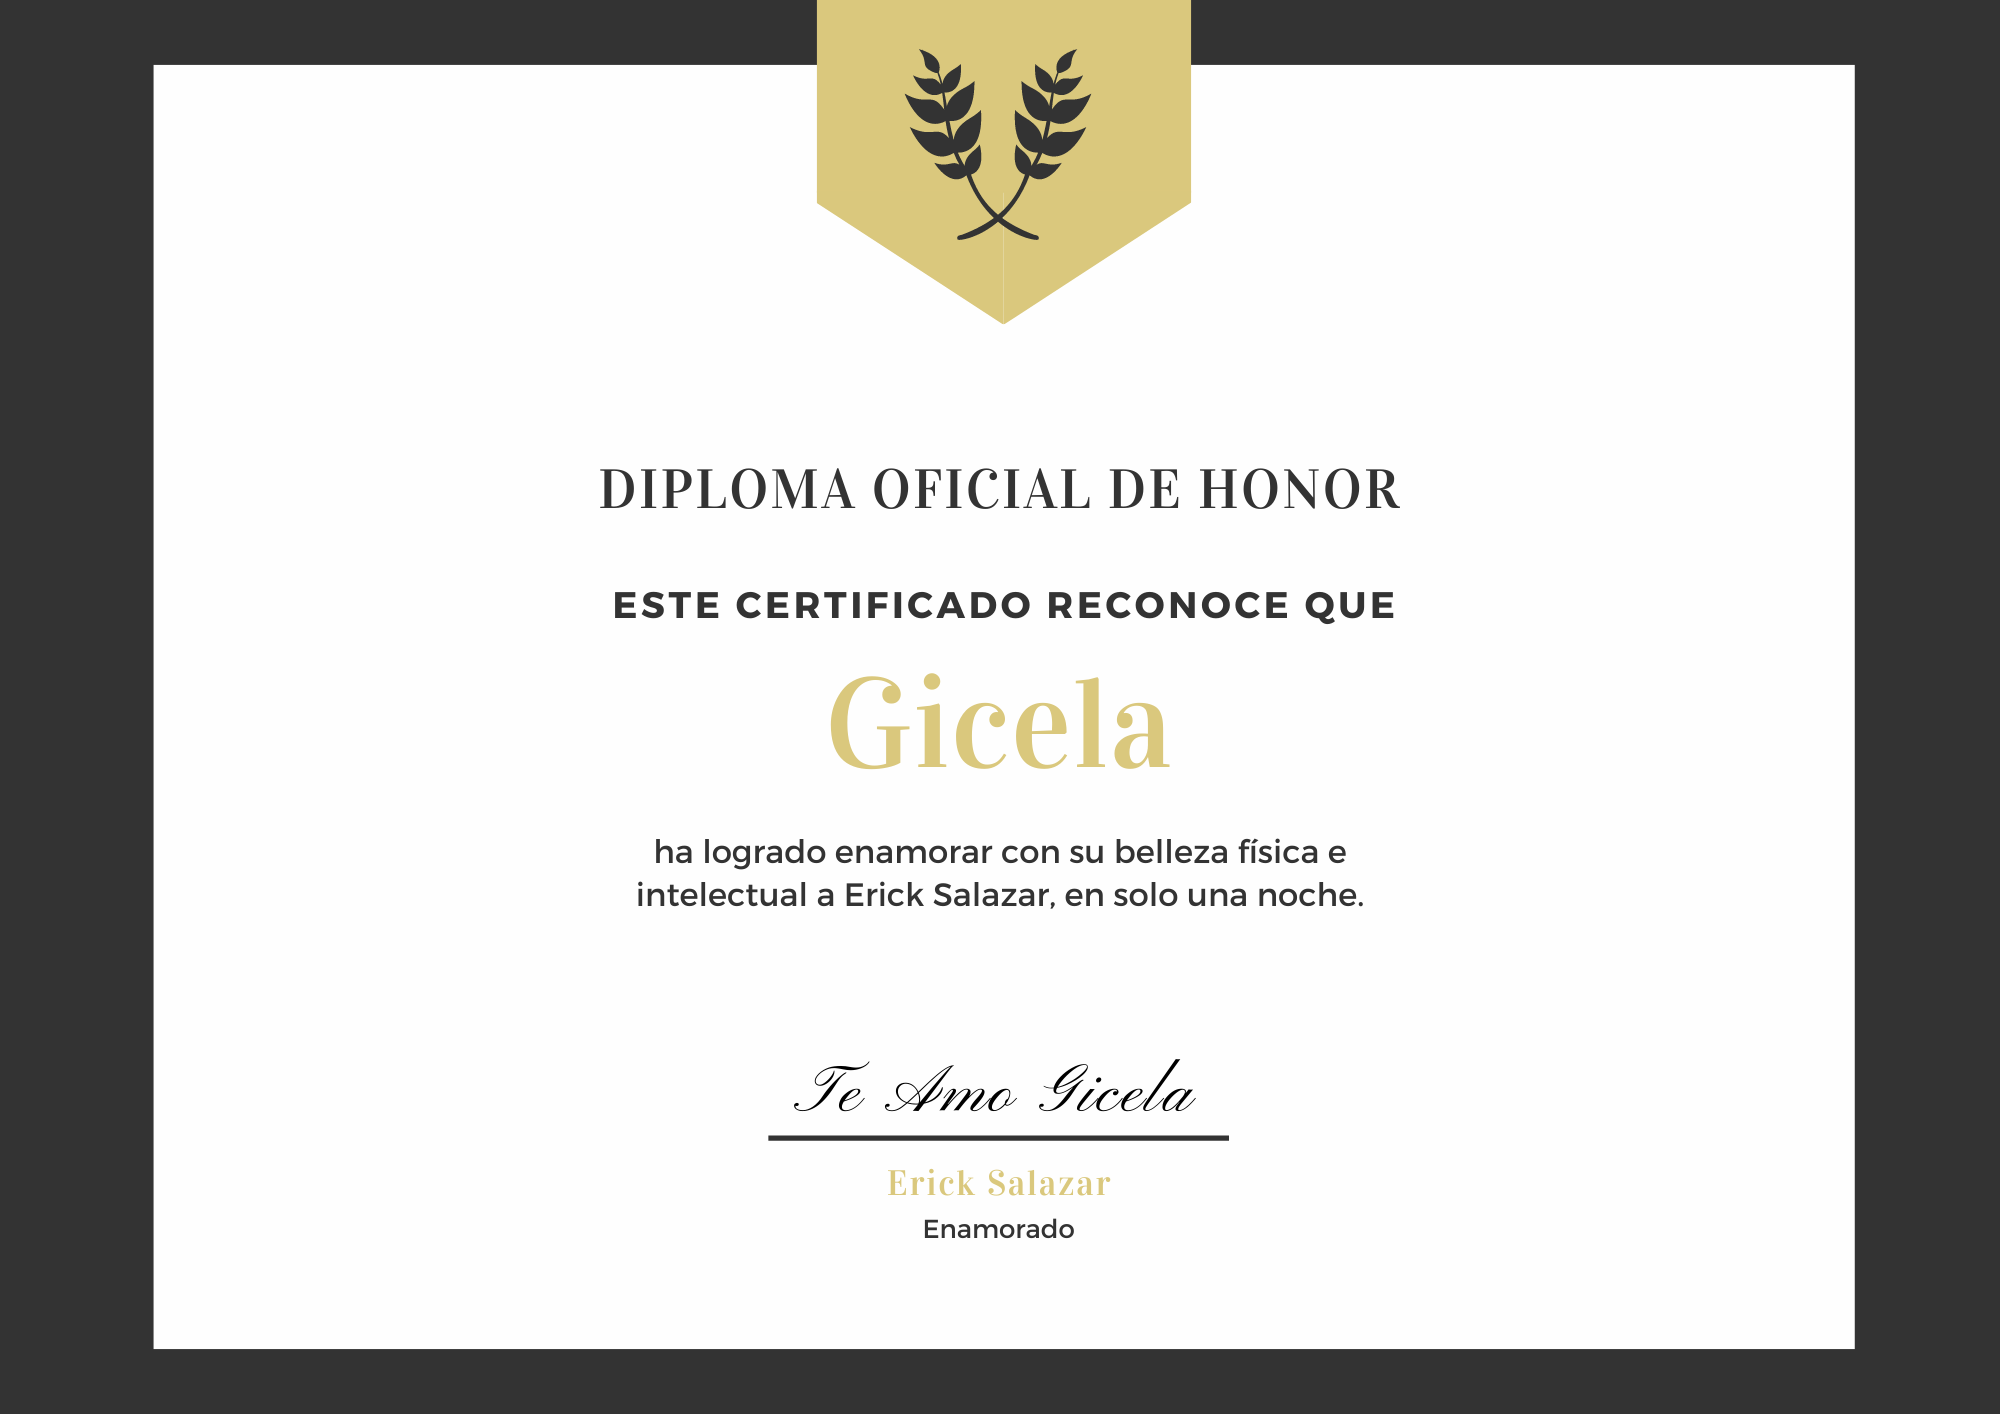 DIPLOMA OFICIAL DE HONOR
ESTE CERTIFICADO RECONOCE QUE
Gicela
ha logrado enamorar con su belleza física e
intelectual a Erick Salazar, en solo una noche.
Te Amo Gicela
Erick Salazar
Enamorado